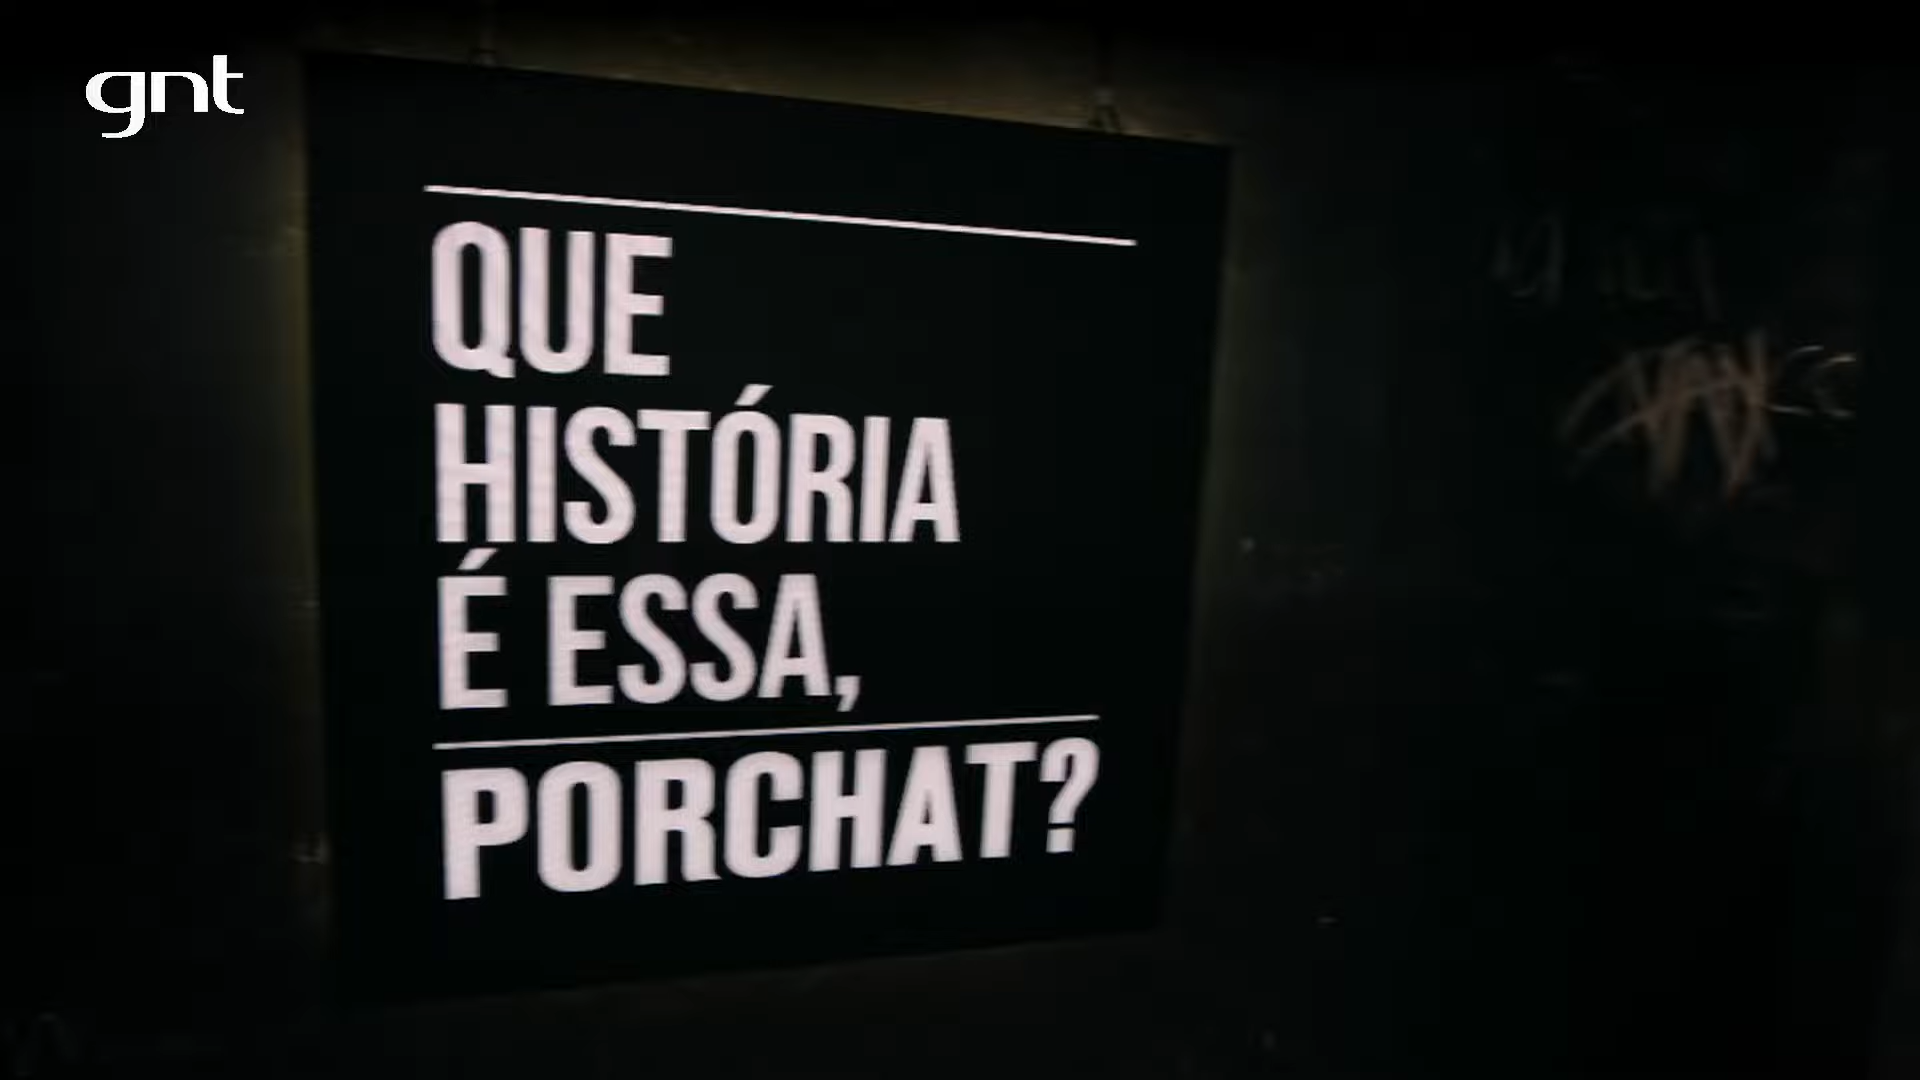 gnt
QUE
HISTÓRIA
É ESSA,
PORCHAT?